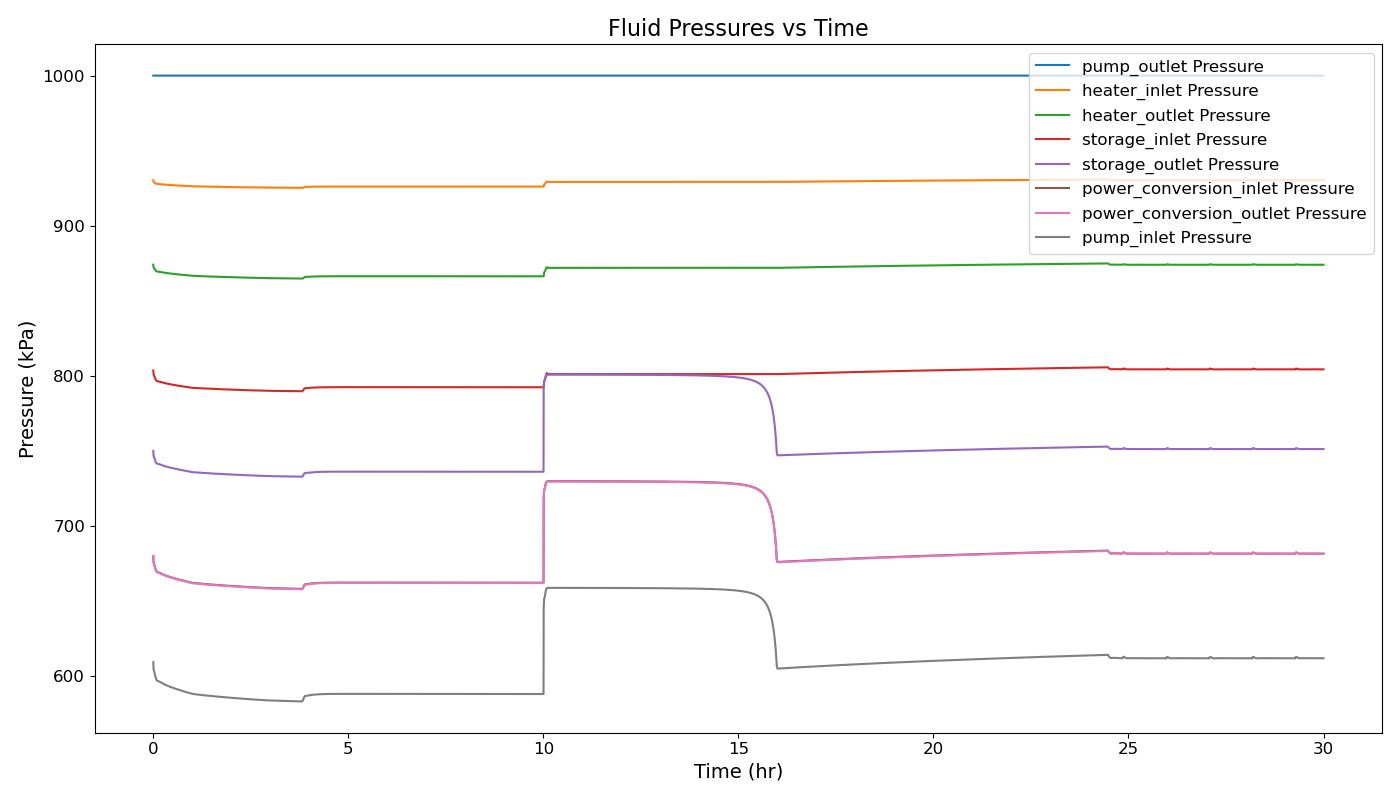 Fluid Pressures vs Time
pump_outlet Pressure
heater_inlet Pressure
heater_outlet Pressure
storage_inlet Pressure
storage_outlet Pressure
power_conversion_inlet Pressure
power_conversion_outlet Pressure
pump_inlet Pressure
Pressure (kPa)
1000
900
800
700
600
0 5 10 15 20 25 30
Time (hr)